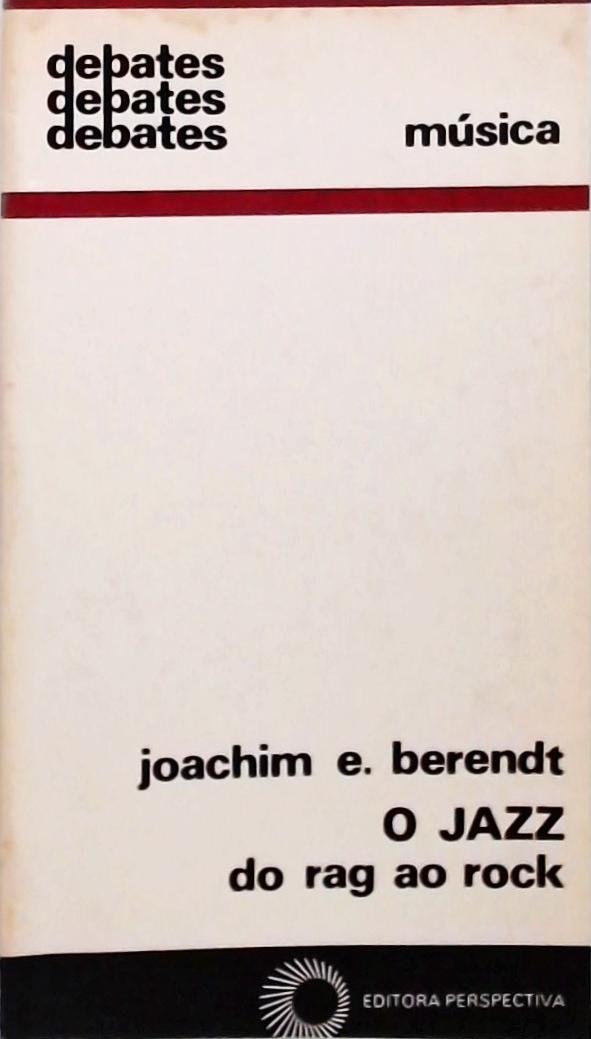 debates
debates
debates
música
joachim e. berendt
O JAZZ
do rag ao rock
EDITORA PERSPECTIVA